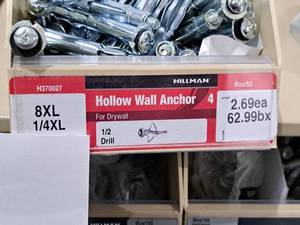 HILLMAN
H370027
Box/50
8XL
1/4XL
Hollow Wall Anchor 4
For Drywall
1/2
Drill
2.69ea
62.99bx
HILLMAN